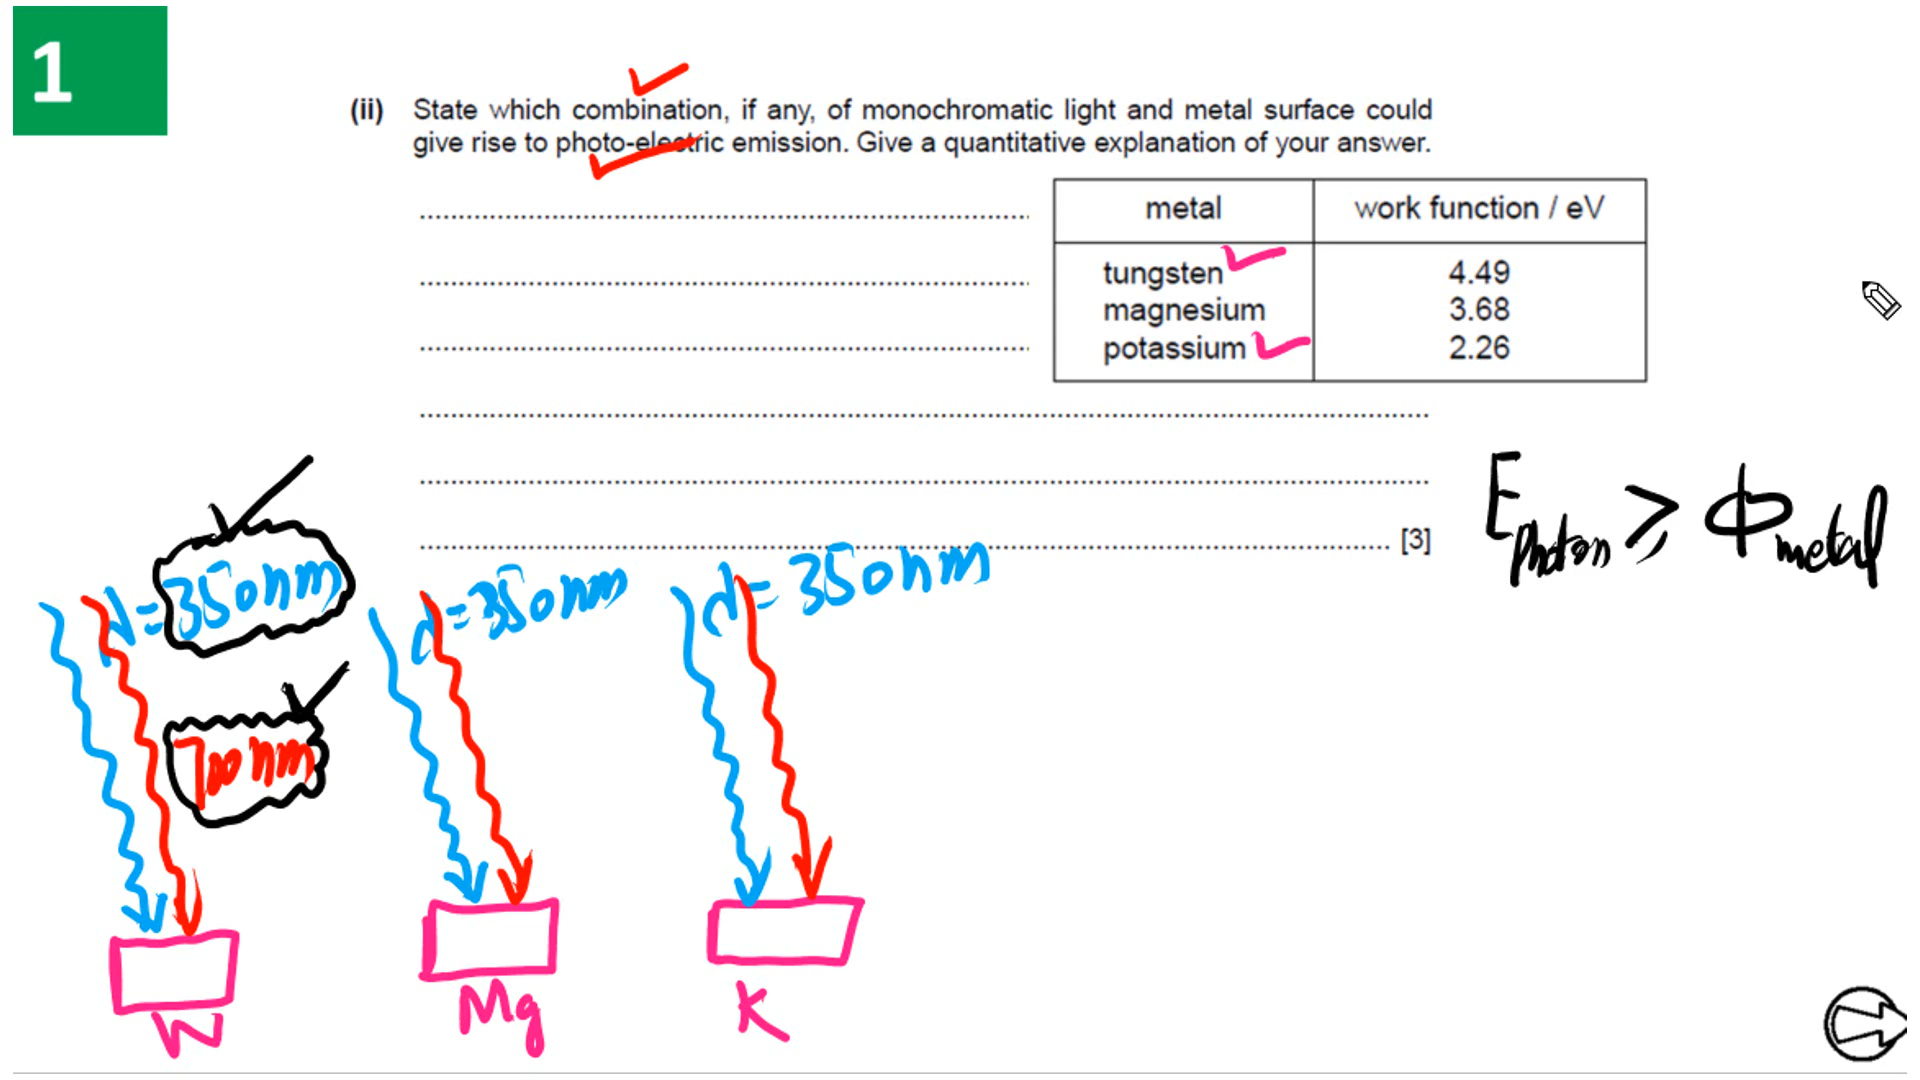 1
(ii) State which combination, if any, of monochromatic light and metal surface could
give rise to photo-electric emission. Give a quantitative explanation of your answer.
metal work function / eV
tungsten 4.49
magnesium 3.68
potassium 2.26
[3]
E photon ≥ Φ metal
λ=350nm λ=350nm λ=350nm
700nm
W Mg K